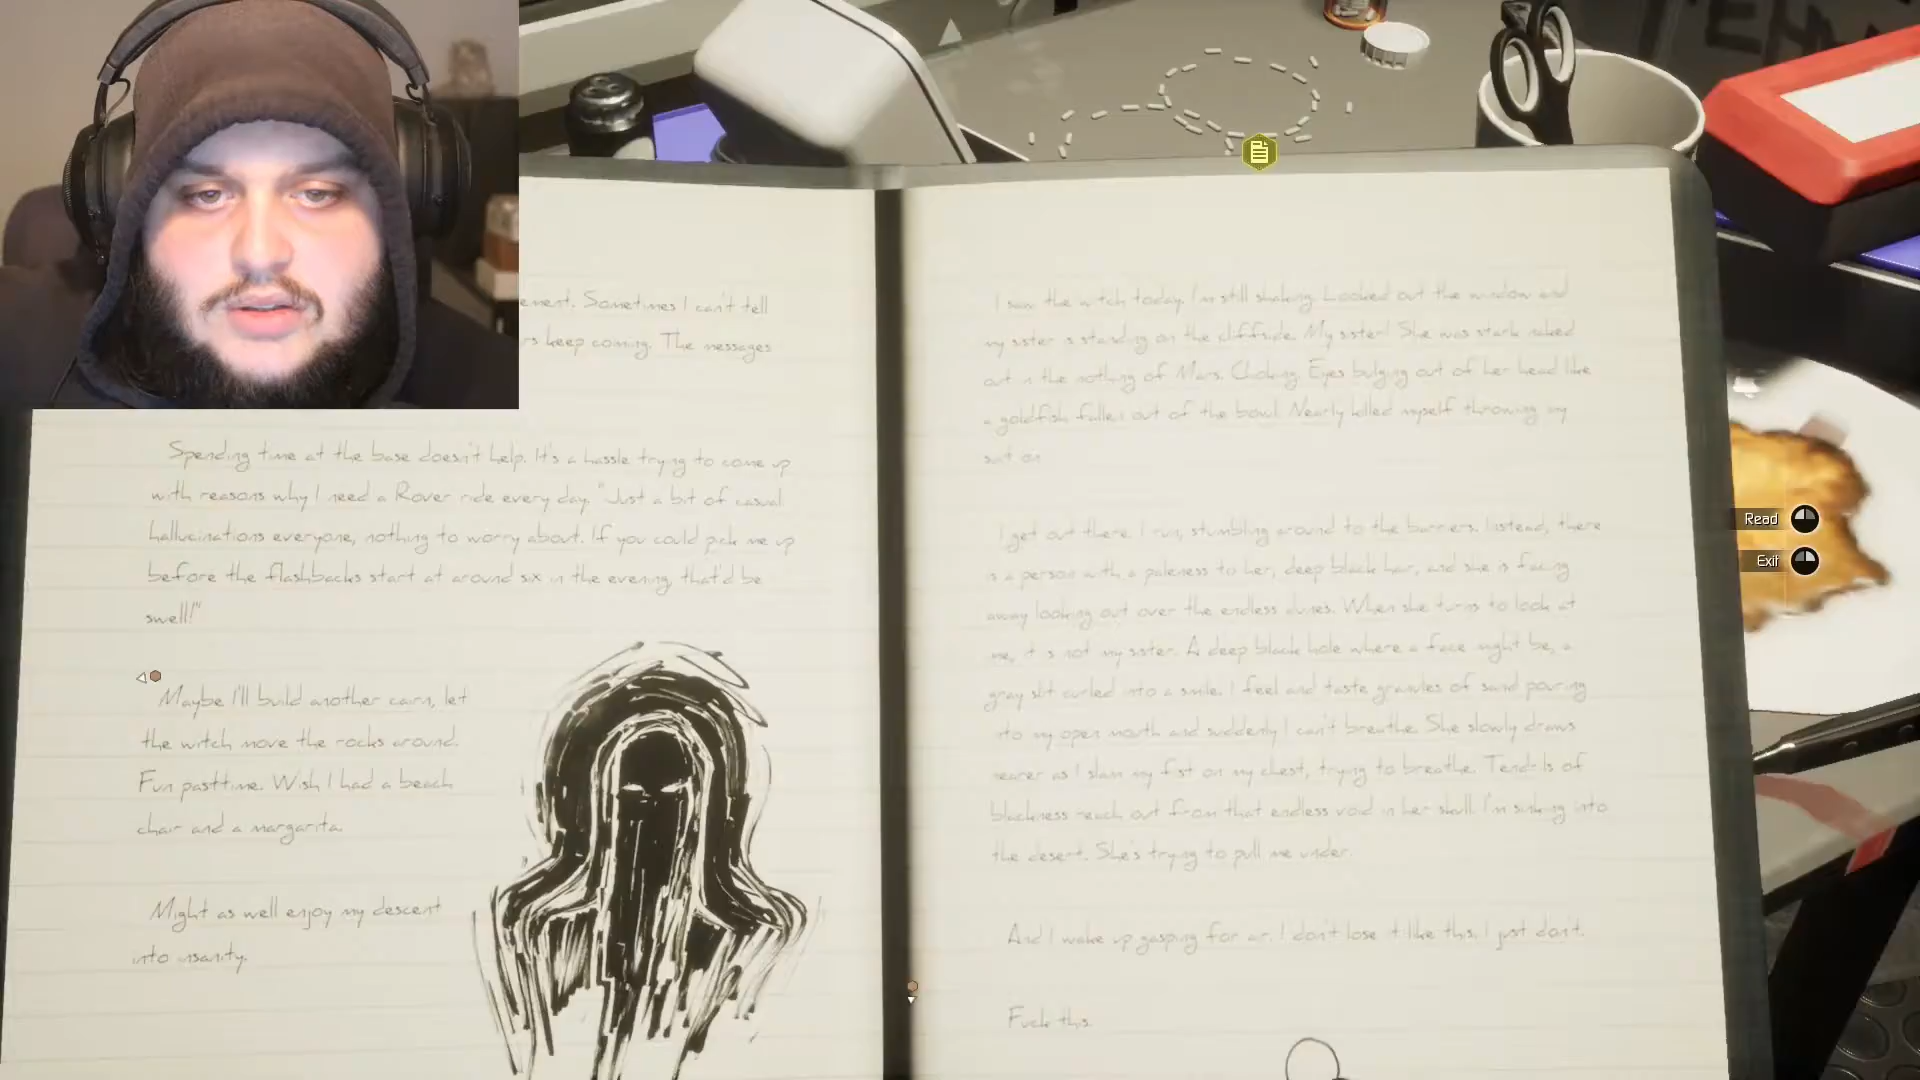 ement. Sometimes I can't tell
rs keep coming. The messages
Spending time at the base doesn't help. It's a hassle trying to come up
with reasons why I need a Rover ride every day. "Just a bit of casual
hallucinations everyone, nothing to worry about. If you could pick me up
before the flashbacks start at around six in the evening, that'd be
swell!"
Maybe I'll build another cairn, let
the witch move the rocks around.
Fun pasttime. Wish I had a beach
chair and a margarita.
Might as well enjoy my descent
into insanity.
I saw the witch today. I'm still shaking. Looked out the window and
my sister is standing on the cliffside. My sister! She was stark naked
out in the nothing of Mars. Choking. Eyes bulging out of her head like
a goldfish fallen out of the bowl. Nearly killed myself throwing my
suit on.
I get out there. I run, stumbling around to the barriers. Instead, there
is a person with a paleness to her, deep black hair, and she is facing
away looking out over the endless dunes. When she turns to look at
me, it's not my sister. A deep black hole where a face might be, a
gray slit curled into a smile. I feel and taste granules of sand pouring
into my open mouth and suddenly I can't breathe. She slowly draws
nearer as I slam my fist on my chest, trying to breathe. Tendrils of
blackness reach out from that endless void in her skull. I'm sinking into
the desert. She's trying to pull me under.
And I wake up gasping for air. I don't lose it like this. I just don't.
Fuck this.
Read
Exit